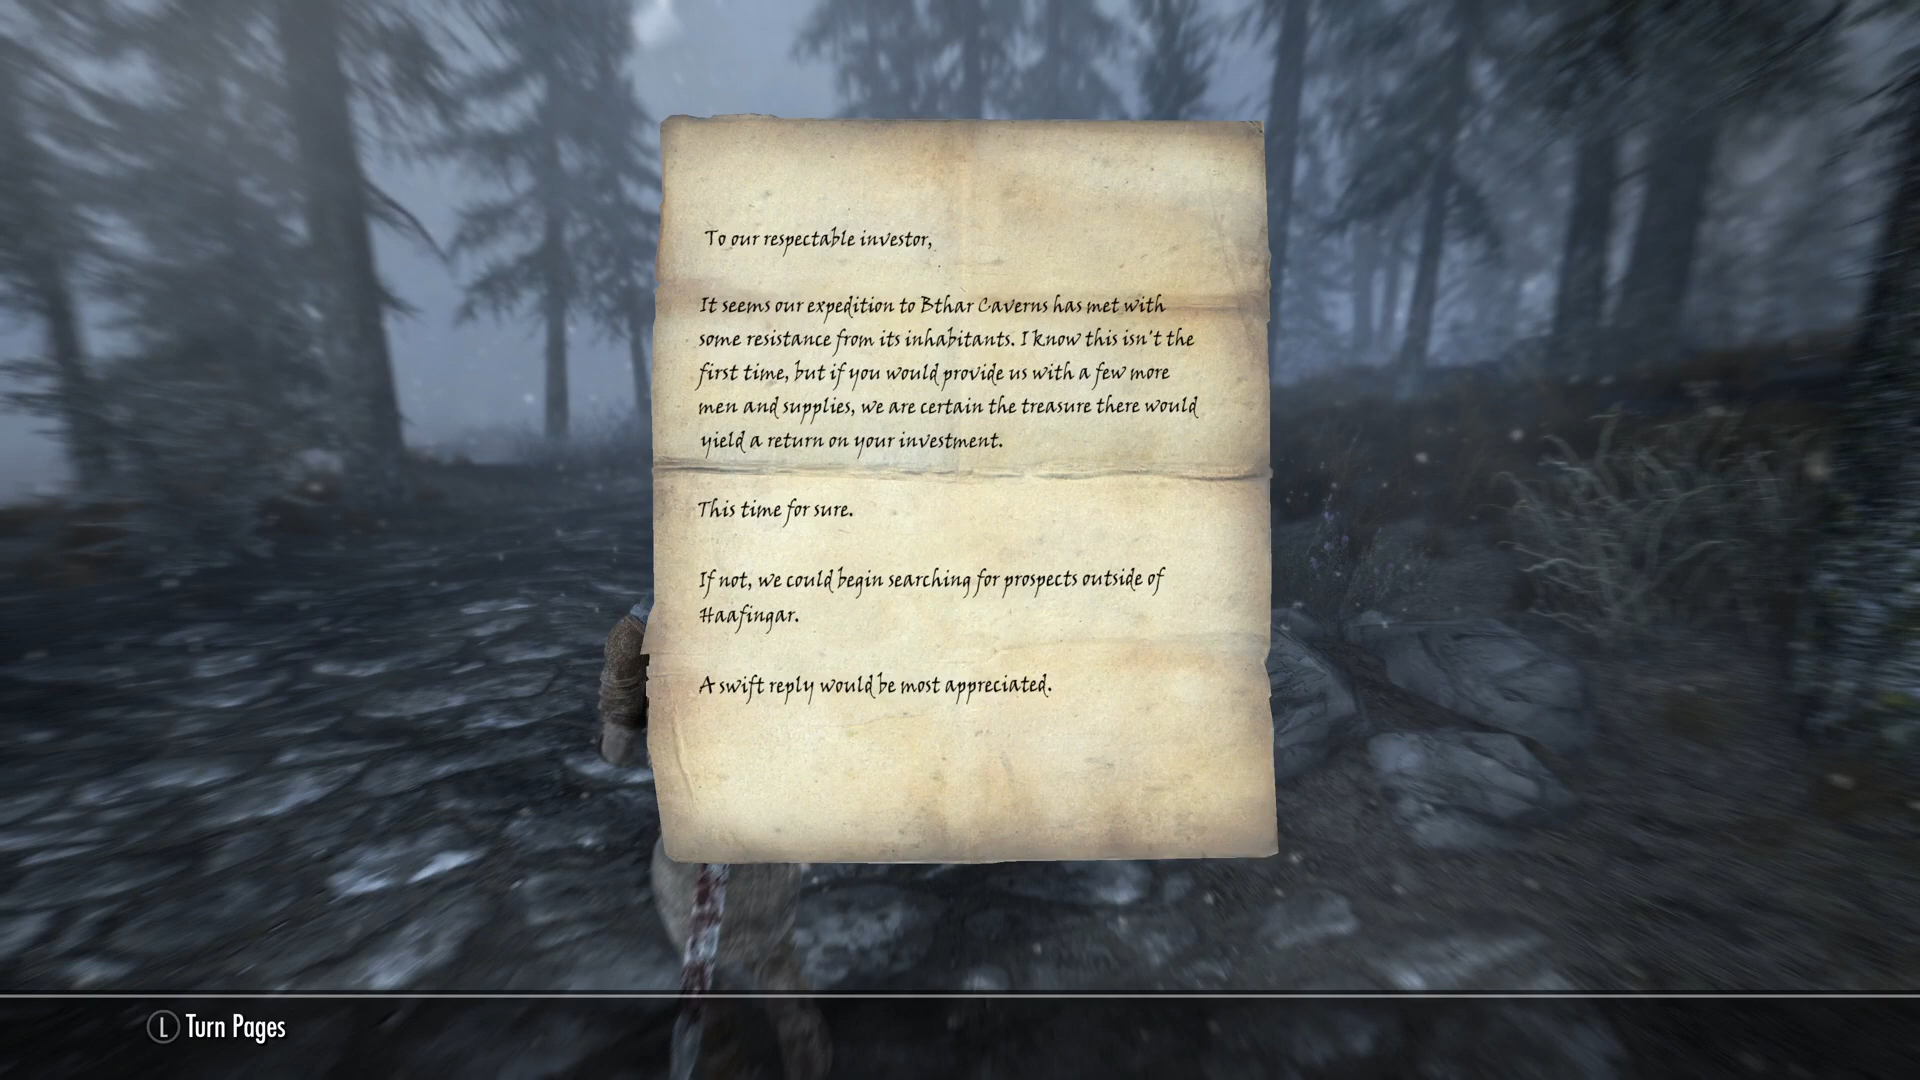 To our respectable investor,
It seems our expedition to Bthar Caverns has met with
some resistance from its inhabitants. I know this isn't the
first time, but if you would provide us with a few more
men and supplies, we are certain the treasure there would
yield a return on your investment.
This time for sure.
If not, we could begin searching for prospects outside of
Haafingar.
A swift reply would be most appreciated.
L Turn Pages